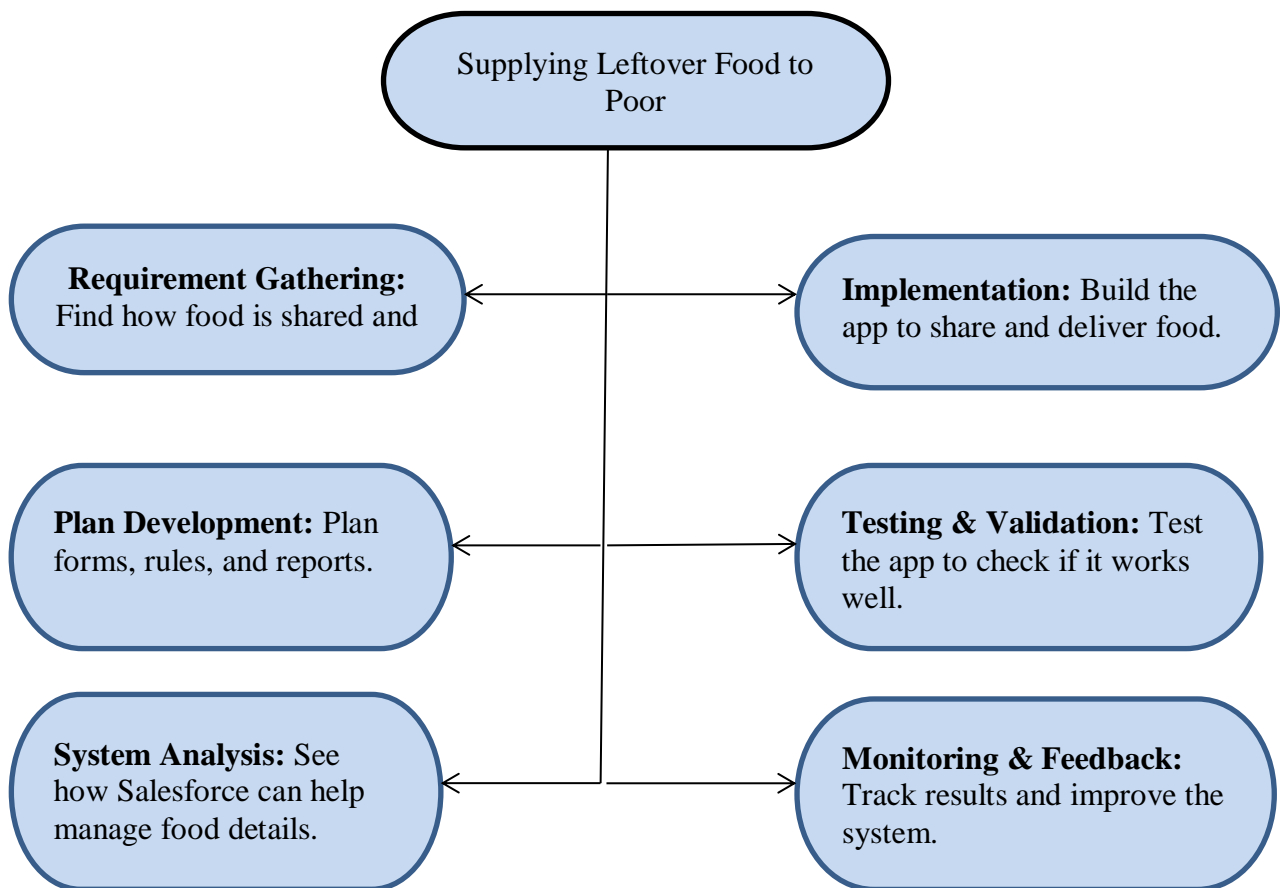 Supplying Leftover Food to
Poor
Requirement Gathering:
Find how food is shared and
Implementation: Build the
app to share and deliver food.
Plan Development: Plan
forms, rules, and reports.
Testing & Validation: Test
the app to check if it works
well.
System Analysis: See
how Salesforce can help
manage food details.
Monitoring & Feedback:
Track results and improve the
system.